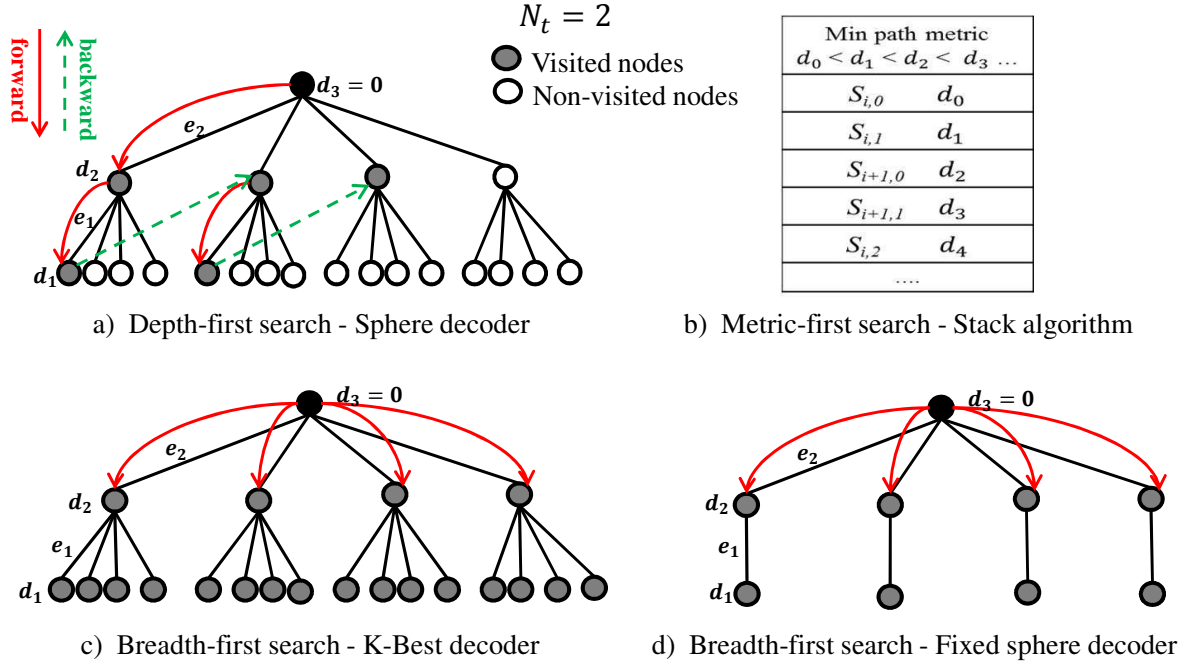 forward
backward
N_t = 2
Visited nodes
Non-visited nodes
d_3 = 0
e_2
d_2
e_1
d_1
a) Depth-first search - Sphere decoder
Min path metric
d_0 < d_1 < d_2 < d_3 ...
S_{i,0} d_0
S_{i,1} d_1
S_{i+1,0} d_2
S_{i+1,1} d_3
S_{i,2} d_4
....
b) Metric-first search - Stack algorithm
d_3 = 0
e_2
d_2
e_1
d_1
c) Breadth-first search - K-Best decoder
d_3 = 0
e_2
d_2
e_1
d_1
d) Breadth-first search - Fixed sphere decoder